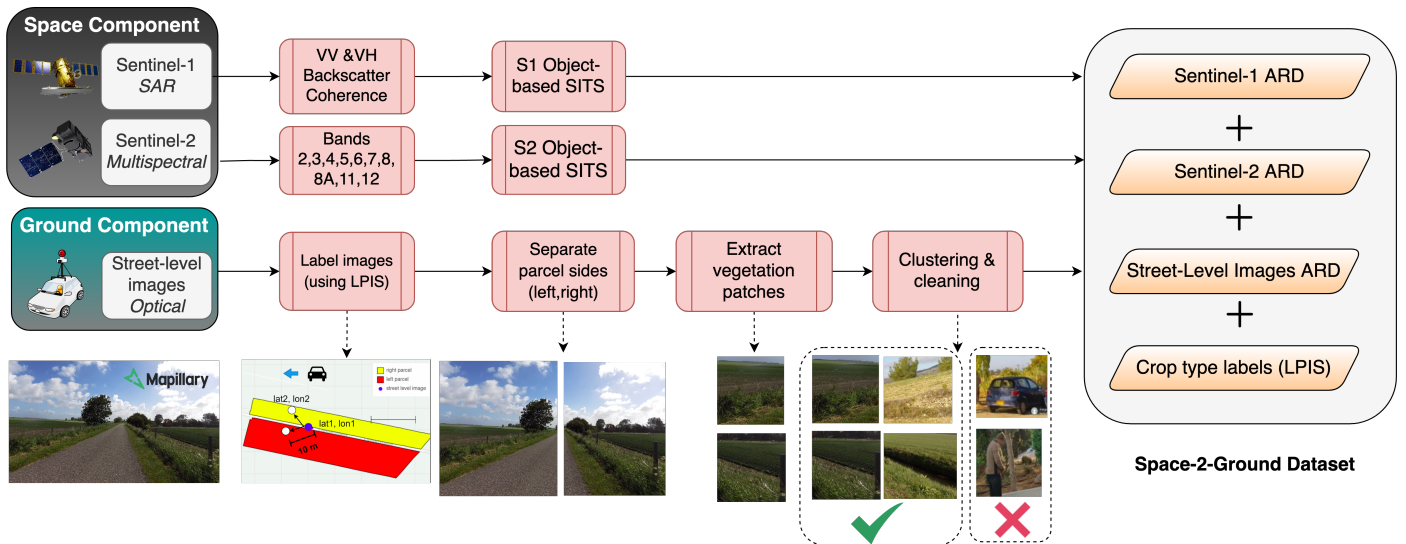 Space Component
Sentinel-1
SAR
Sentinel-2
Multispectral
VV &VH
Backscatter
Coherence
S1 Object-
based SITS
Bands
2,3,4,5,6,7,8,
8A,11,12
S2 Object-
based SITS
Ground Component
Street-level
images
Optical
Label images
(using LPIS)
Separate
parcel sides
(left,right)
Extract
vegetation
patches
Clustering &
cleaning
Mapillary
right parcel
left parcel
street level image
lat2, lon2
lat1, lon1
10 m
Sentinel-1 ARD
+
Sentinel-2 ARD
+
Street-Level Images ARD
+
Crop type labels (LPIS)
Space-2-Ground Dataset